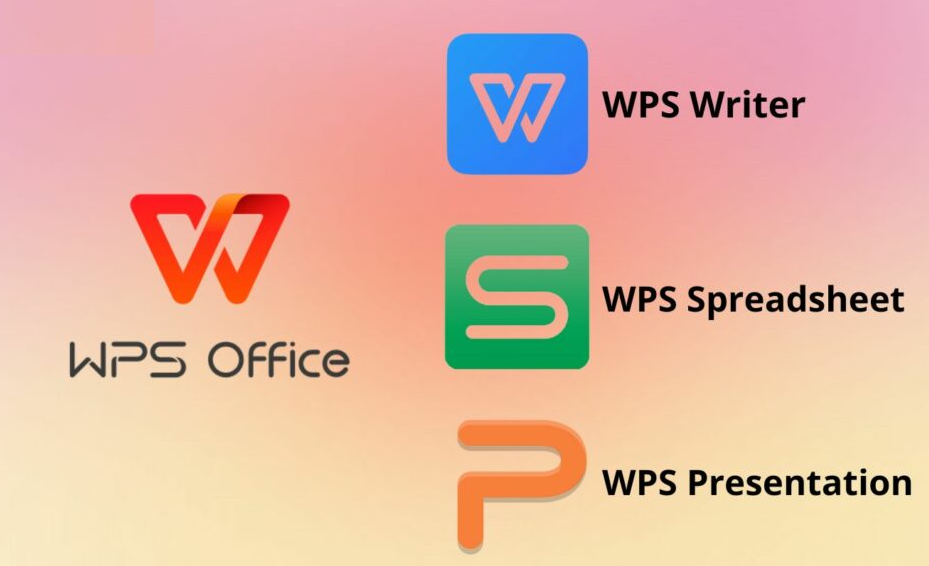 WPS Office
WPS Writer
WPS Spreadsheet
WPS Presentation